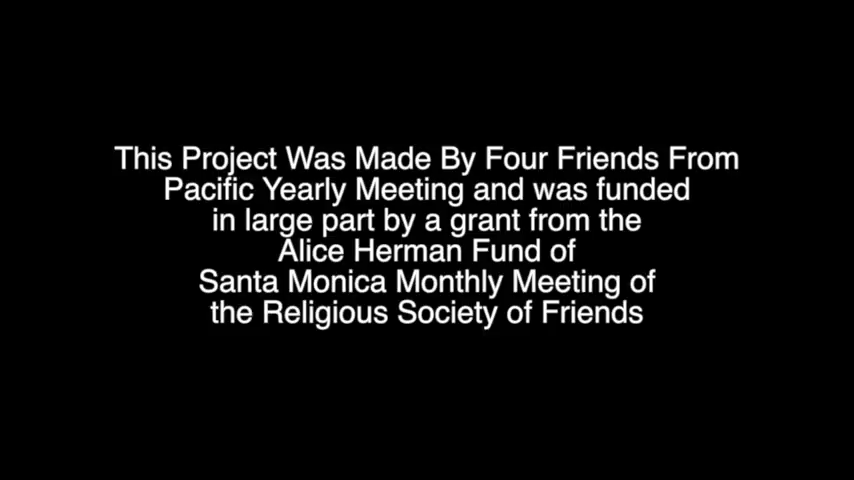 This Project Was Made By Four Friends From
Pacific Yearly Meeting and was funded
in large part by a grant from the
Alice Herman Fund of
Santa Monica Monthly Meeting of
the Religious Society of Friends